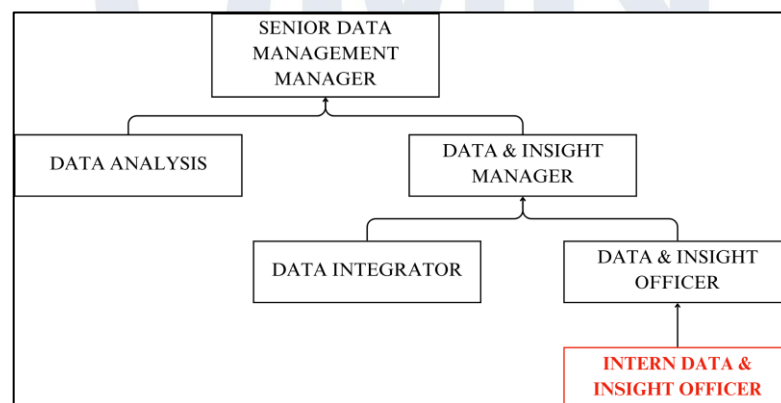 SENIOR DATA
MANAGEMENT
MANAGER
DATA ANALYSIS
DATA & INSIGHT
MANAGER
DATA INTEGRATOR
DATA & INSIGHT
OFFICER
INTERN DATA &
INSIGHT OFFICER